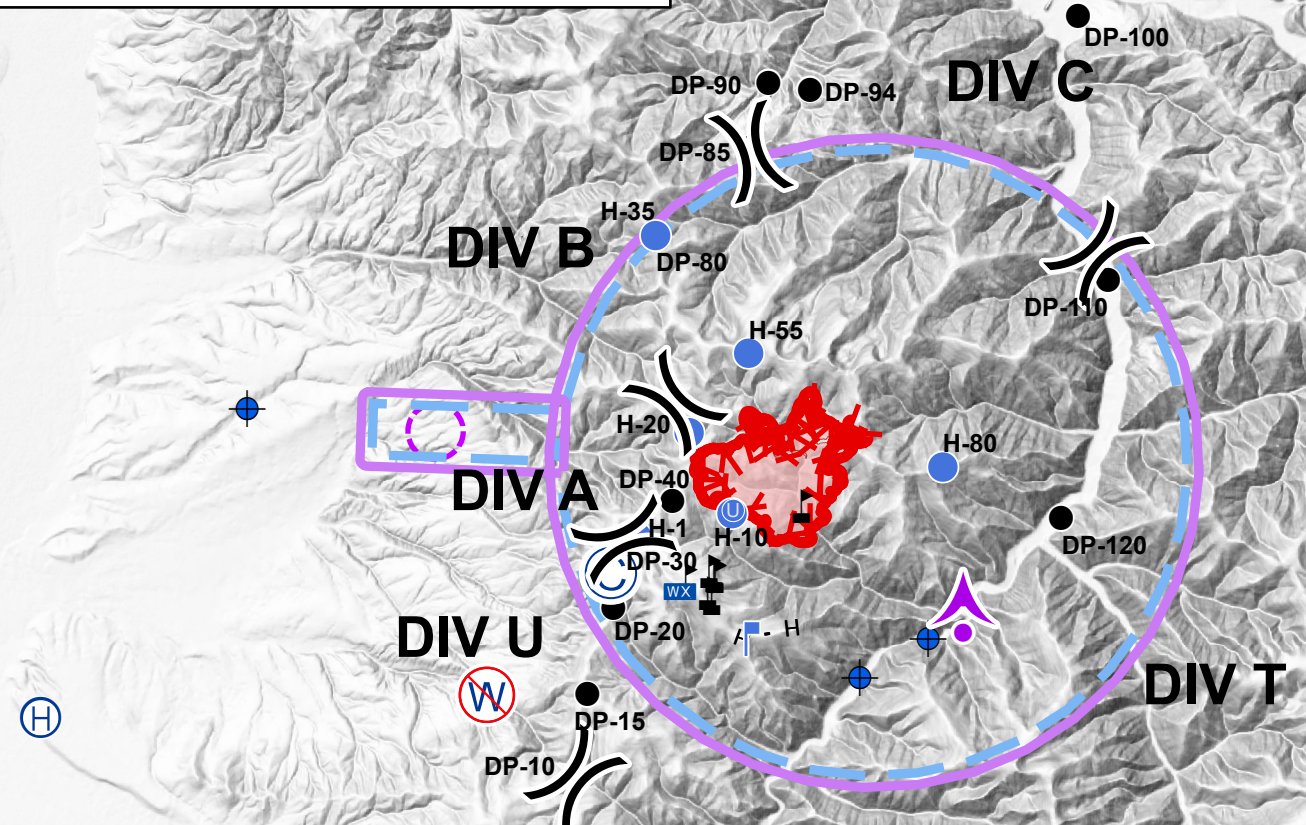 DP-100
DIV C
DP-90
DP-94
DP-85
H-35
DIV B
DP-80
DP-110
H-55
H-20
H-80
DP-40
DIV A
U
H-1
H-10
DP-120
DP-30
C
WX
DP-20
A - H
DIV U
DIV T
W
H
DP-15
DP-10